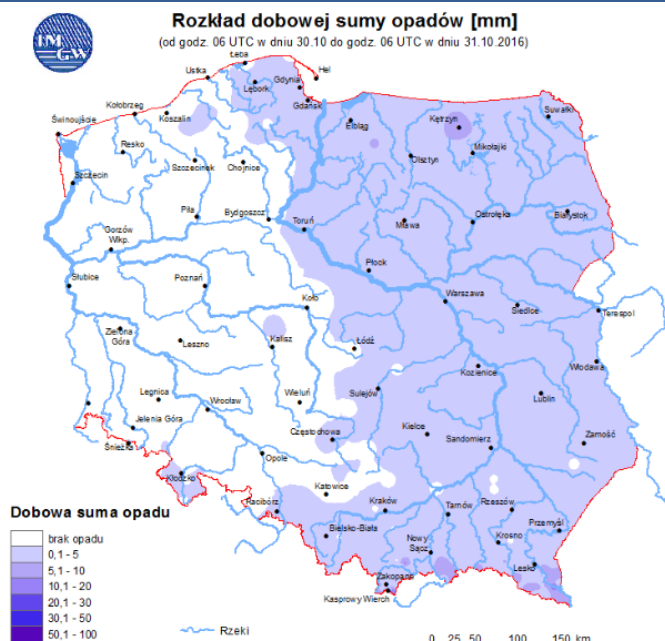 Rozkład dobowej sumy opadów [mm]
(od godz. 06 UTC w dniu 30.10 do godz. 06 UTC w dniu 31.10.2016)
IM
GW
Łeba
Hel
Ustka
Gdynia
Lębork
Gdańsk
Kołobrzeg
Koszalin
Świnoujście
Elbląg
Kętrzyn
Suwałki
Resko
Szczecinek
Chojnice
Olsztyn
Mikołajki
Szczecin
Piła
Bydgoszcz
Toruń
Mława
Ostrołęka
Białystok
Gorzów
Wlkp.
Płock
Słubice
Poznań
Koło
Warszawa
Siedlce
Terespol
Zielona
Góra
Leszno
Kalisz
Łódź
Kozienice
Włodawa
Legnica
Wrocław
Wieluń
Sulejów
Lublin
Jelenia Góra
Częstochowa
Kielce
Sandomierz
Zamość
Śnieżka
Opole
Kłodzko
Katowice
Racibórz
Kraków
Tarnów
Rzeszów
Przemyśl
Bielsko-Biała
Nowy
Sącz
Krosno
Lesko
Zakopane
Kasprowy Wierch
Dobowa suma opadu
brak opadu
0,1 - 5
5,1 - 10
10,1 - 20
20,1 - 30
30,1 - 50
50,1 - 100
Rzeki
0 25 50 100 150 km